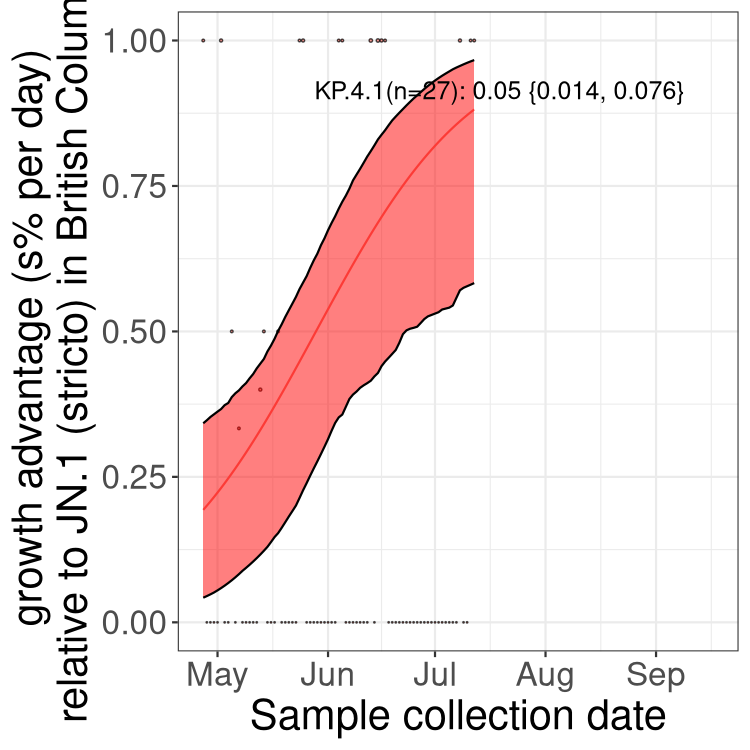 growth advantage (s% per day)
relative to JN.1 (stricto) in British Colum
1.00
0.75
0.50
0.25
0.00
KP.4.1(n=27): 0.05 {0.014, 0.076}
May Jun Jul Aug Sep
Sample collection date